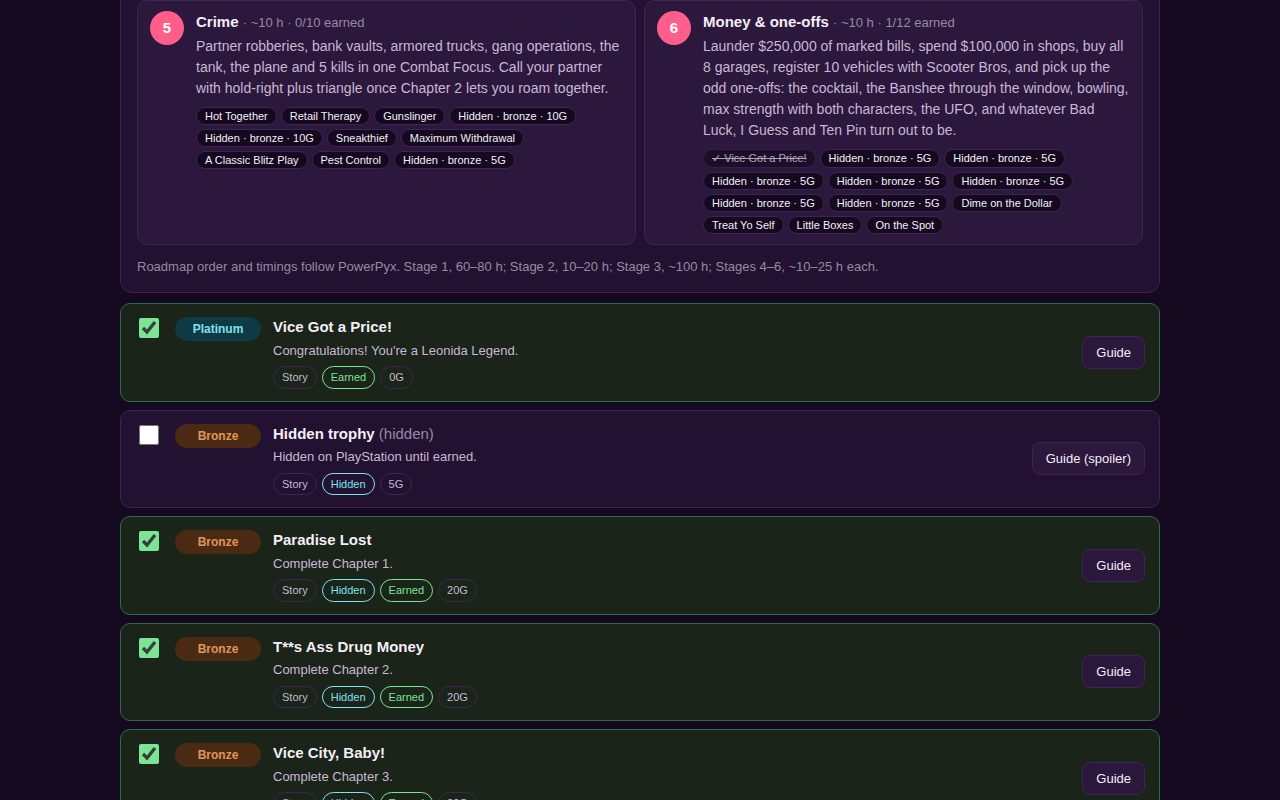 5
Crime · ~10 h · 0/10 earned
Partner robberies, bank vaults, armored trucks, gang operations, the
tank, the plane and 5 kills in one Combat Focus. Call your partner
with hold-right plus triangle once Chapter 2 lets you roam together.
Hot Together Retail Therapy Gunslinger Hidden · bronze · 10G
Hidden · bronze · 10G Sneakthief Maximum Withdrawal
A Classic Blitz Play Pest Control Hidden · bronze · 5G
6
Money & one-offs · ~10 h · 1/12 earned
Launder $250,000 of marked bills, spend $100,000 in shops, buy all
8 garages, register 10 vehicles with Scooter Bros, and pick up the
odd one-offs: the cocktail, the Banshee through the window, bowling,
max strength with both characters, the UFO, and whatever Bad
Luck, I Guess and Ten Pin turn out to be.
✓ Vice Got a Price! Hidden · bronze · 5G Hidden · bronze · 5G
Hidden · bronze · 5G Hidden · bronze · 5G Hidden · bronze · 5G
Hidden · bronze · 5G Hidden · bronze · 5G Dime on the Dollar
Treat Yo Self Little Boxes On the Spot
Roadmap order and timings follow PowerPyx. Stage 1, 60–80 h; Stage 2, 10–20 h; Stage 3, ~100 h; Stages 4–6, ~10–25 h each.
Platinum Vice Got a Price!
Congratulations! You're a Leonida Legend.
Story Earned 0G
Guide
Bronze Hidden trophy (hidden)
Hidden on PlayStation until earned.
Story Hidden 5G
Guide (spoiler)
Bronze Paradise Lost
Complete Chapter 1.
Story Hidden Earned 20G
Guide
Bronze T**s Ass Drug Money
Complete Chapter 2.
Story Hidden Earned 20G
Guide
Bronze Vice City, Baby!
Complete Chapter 3.
Guide